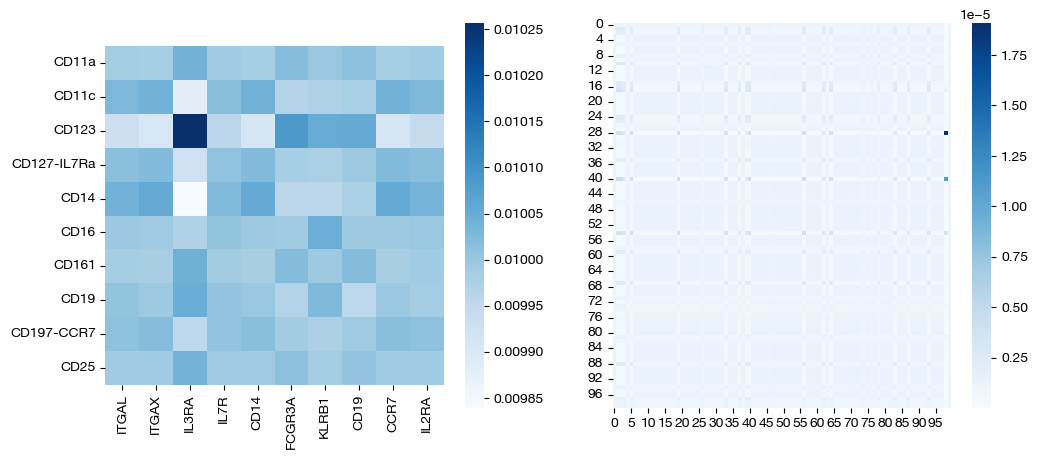 CD11a
CD11c
CD123
CD127-IL7Ra
CD14
CD16
CD161
CD19
CD197-CCR7
CD25
ITGAL
ITGAX
IL3RA
IL7R
CD14
FCGR3A
KLRB1
CD19
CCR7
IL2RA
0.01025
0.01020
0.01015
0.01010
0.01005
0.01000
0.00995
0.00990
0.00985
0
4
8
12
16
20
24
28
32
36
40
44
48
52
56
60
64
68
72
76
80
84
88
92
96
0 5 10 15 20 25 30 35 40 45 50 55 60 65 70 75 80 85 90 95
1e−5
1.75
1.50
1.25
1.00
0.75
0.50
0.25